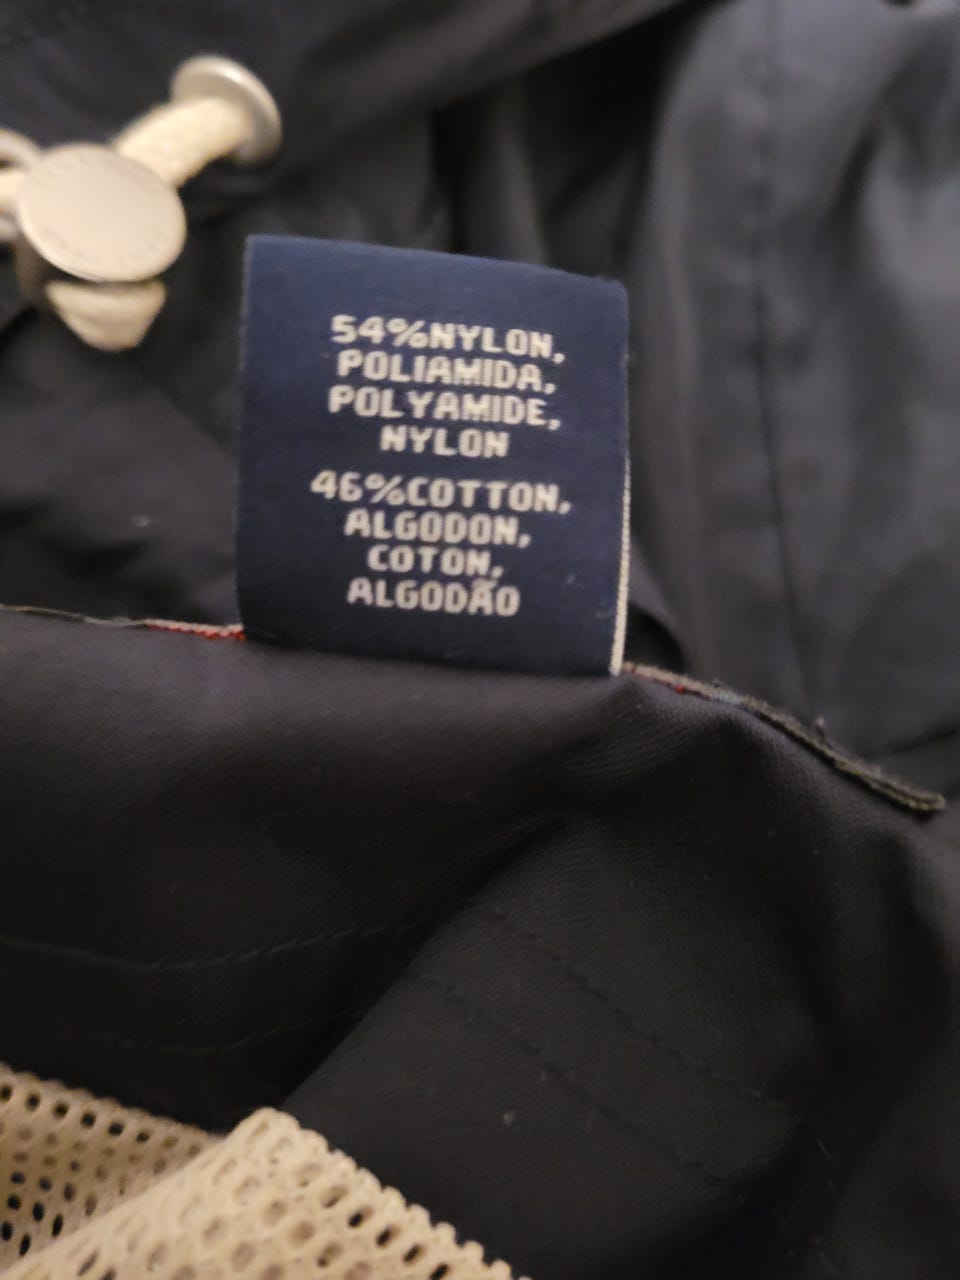 54%NYLON,
POLIAMIDA,
POLYAMIDE,
NYLON
46%COTTON,
ALGODON,
COTON,
ALGODÃO